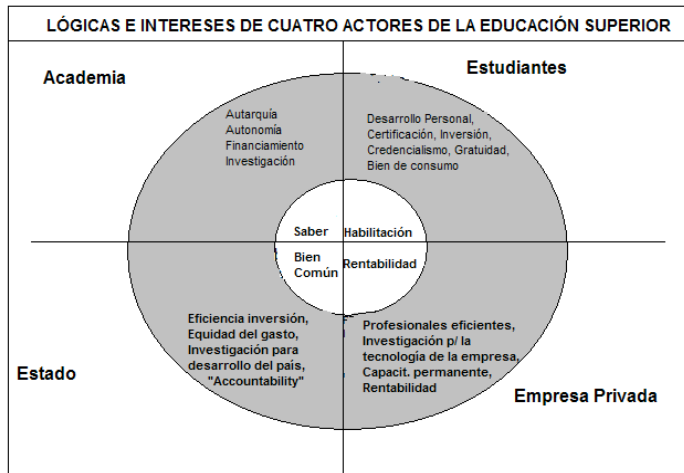 LÓGICAS E INTERESES DE CUATRO ACTORES DE LA EDUCACIÓN SUPERIOR
Academia
Estudiantes
Autarquía
Autonomía
Financiamiento
Investigación
Desarrollo Personal,
Certificación, Inversión,
Credencialismo, Gratuidad,
Bien de consumo
Saber
Habilitación
Bien
Común
Rentabilidad
Eficiencia inversión,
Equidad del gasto,
Investigación para
desarrollo del país,
"Accountability"
Profesionales eficientes,
Investigación p/ la
tecnología de la empresa,
Capacit. permanente,
Rentabilidad
Estado
Empresa Privada